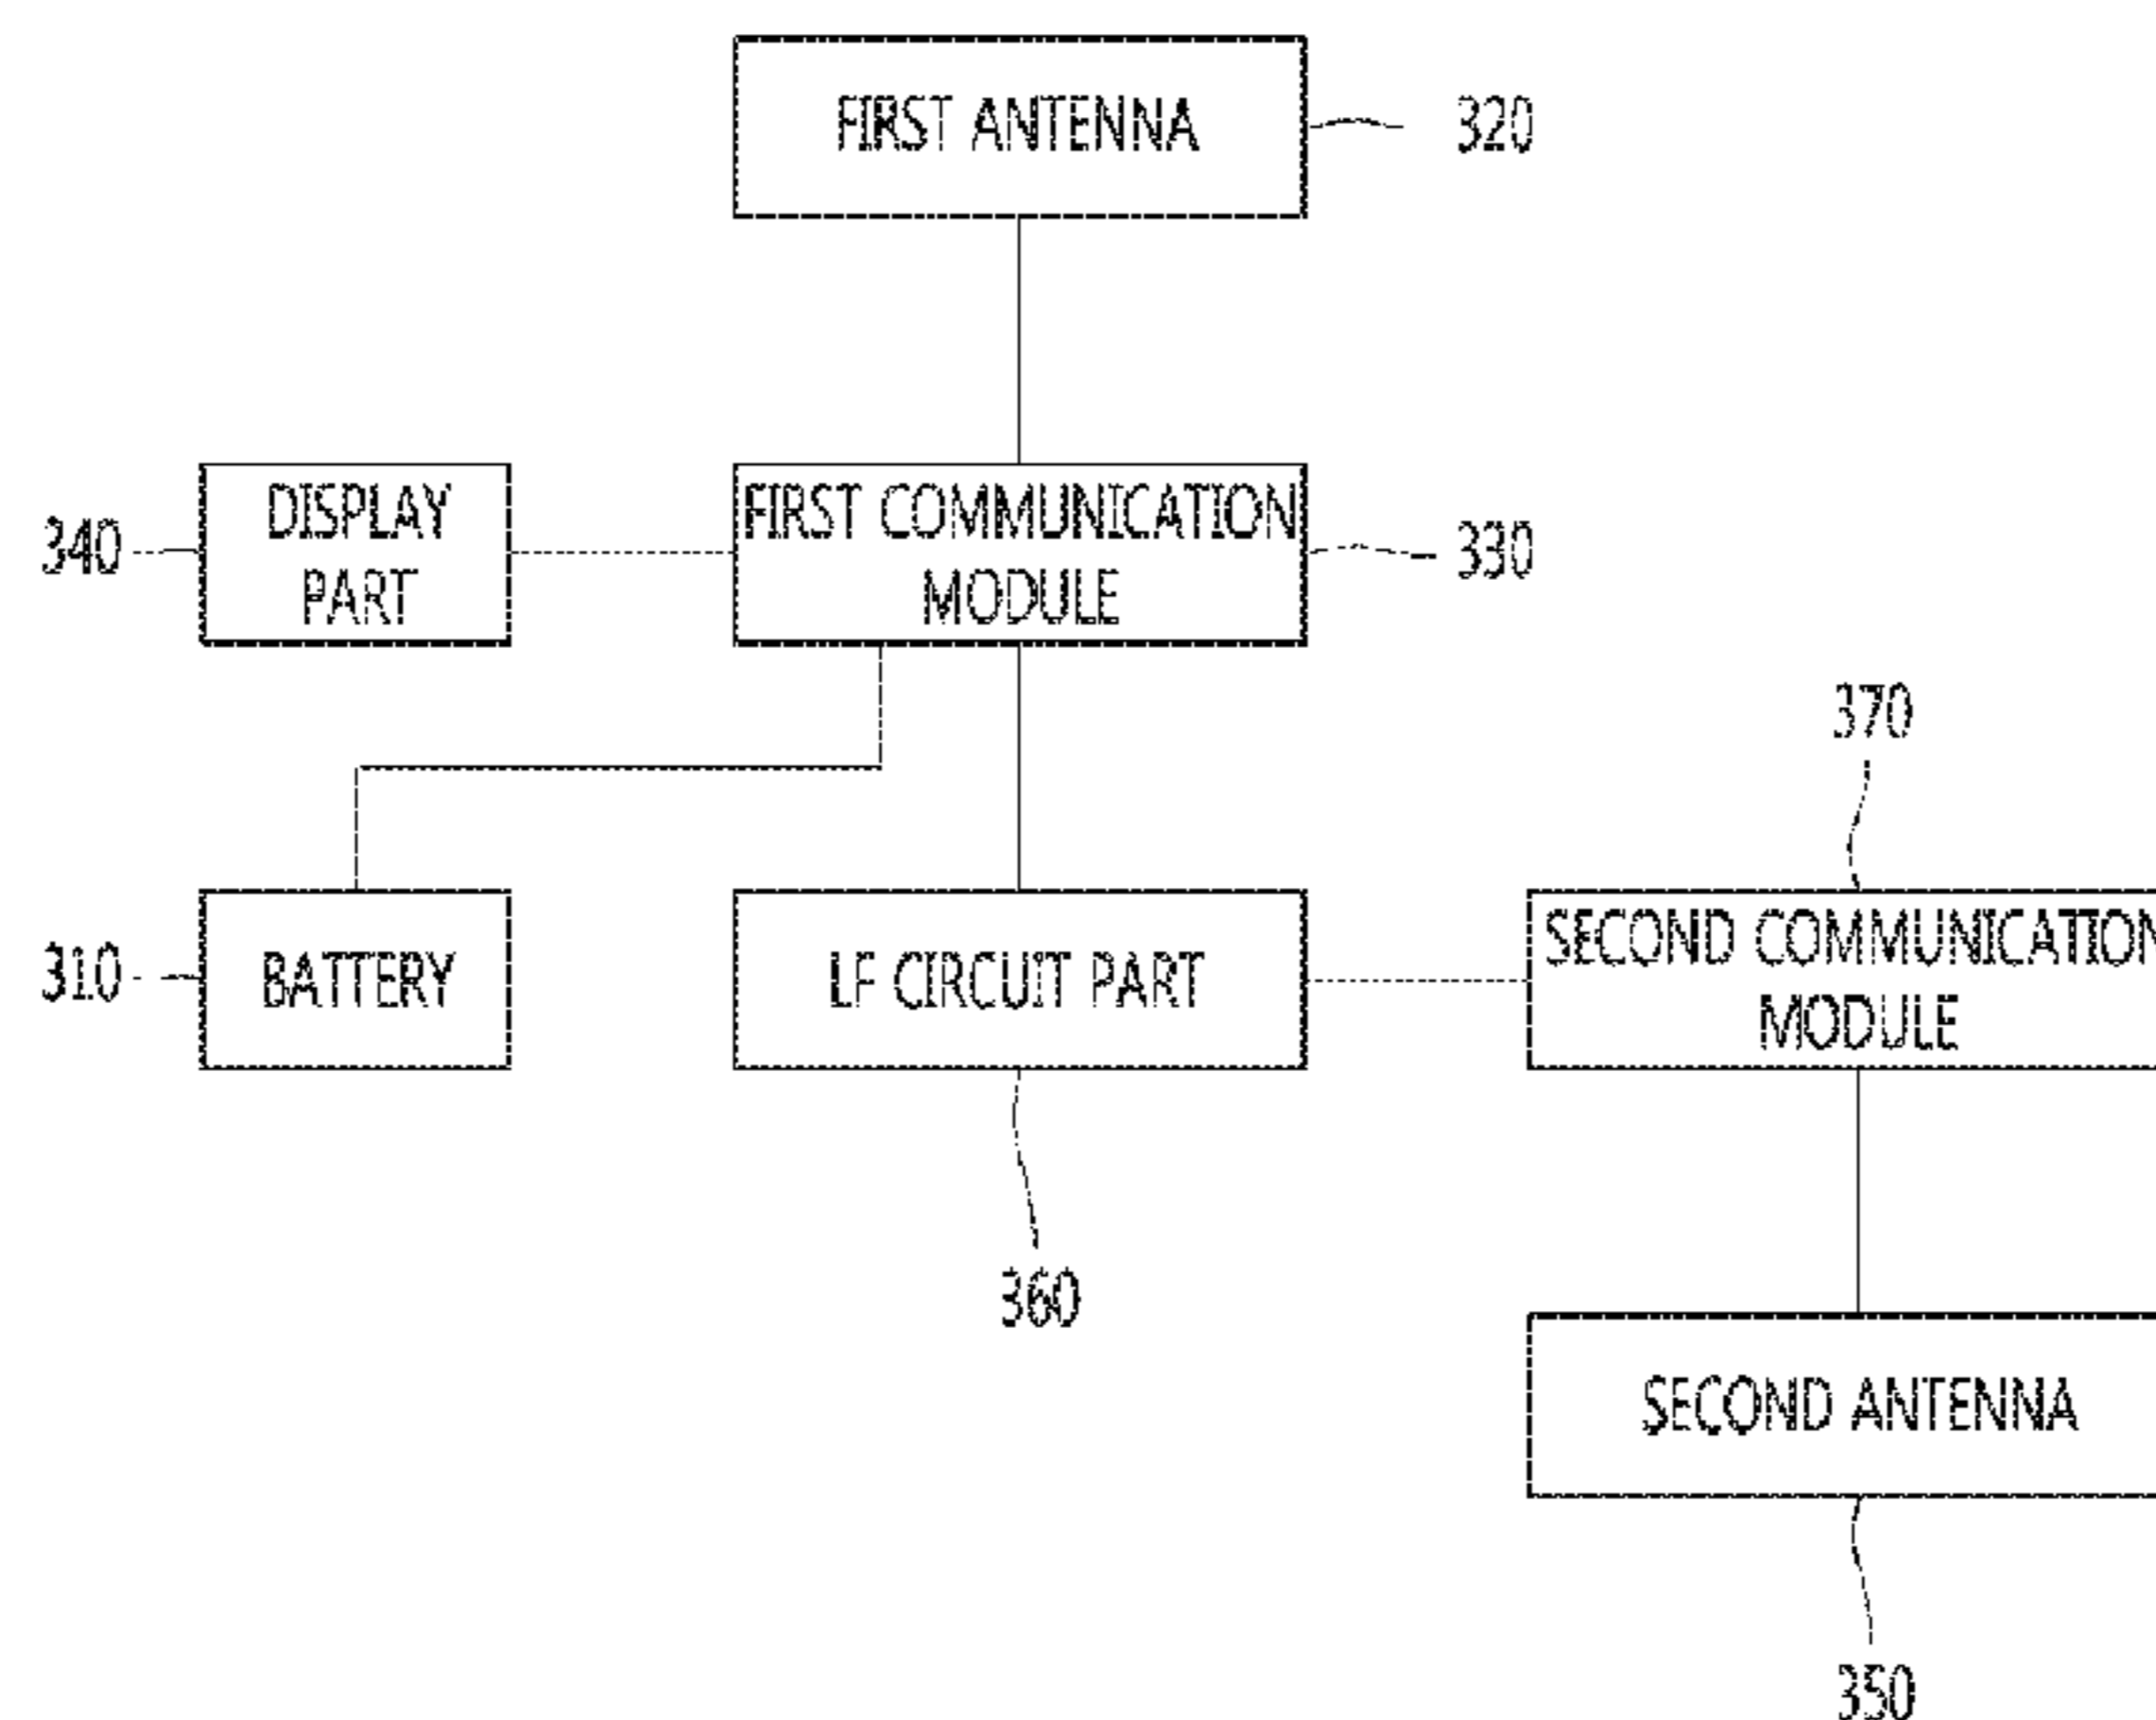 FIRST ANTENNA
320
DISPLAY
PART
340
FIRST COMMUNICATION
MODULE
330
370
310
BATTERY
LF CIRCUIT PART
SECOND COMMUNICATION
MODULE
360
SECOND ANTENNA
350